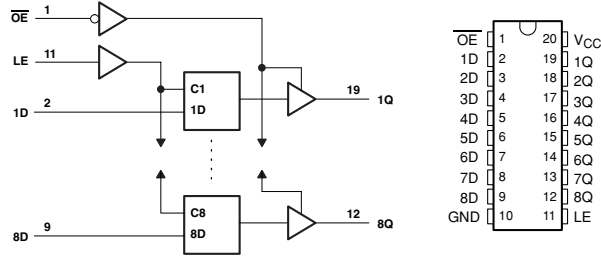 OE 1
LE 11
C1
1D 2 1D 19 1Q
C8
8D 9 8D 12 8Q
OE 1 20 VCC
1D 2 19 1Q
2D 3 18 2Q
3D 4 17 3Q
4D 5 16 4Q
5D 6 15 5Q
6D 7 14 6Q
7D 8 13 7Q
8D 9 12 8Q
GND 10 11 LE